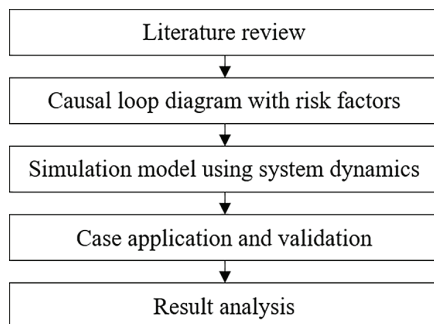 Literature review
Causal loop diagram with risk factors
Simulation model using system dynamics
Case application and validation
Result analysis